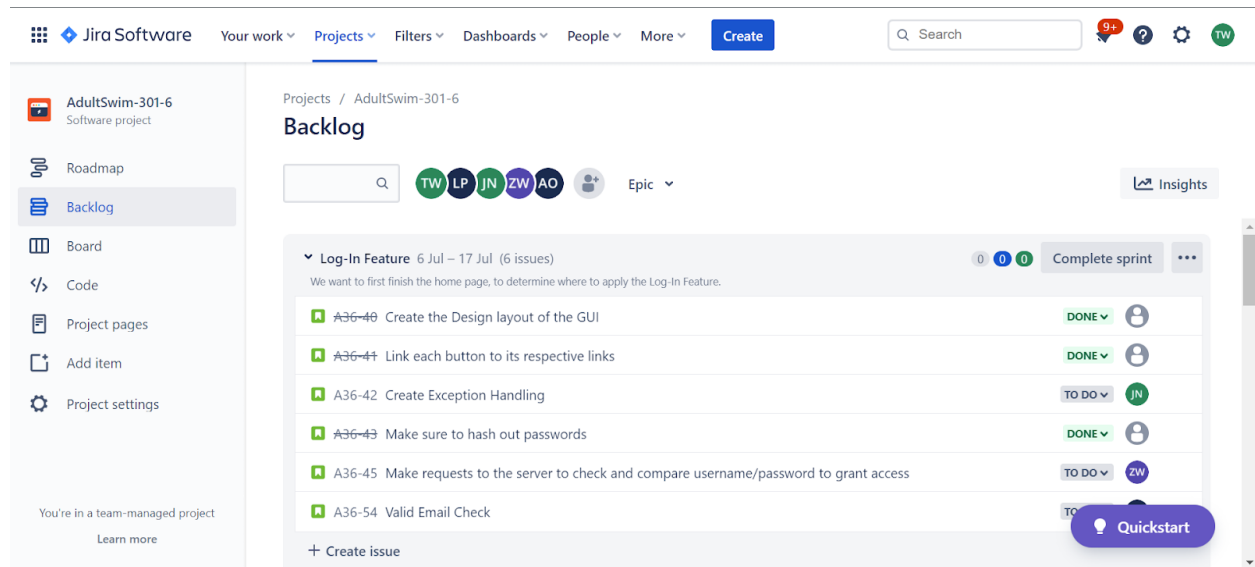 Jira Software Your work Projects Filters Dashboards People More Create Search 9+ TW
AdultSwim-301-6
Software project
Roadmap
Backlog
Board
Code
Project pages
Add item
Project settings
You're in a team-managed project
Learn more
Projects / AdultSwim-301-6
Backlog
TW LP JN ZW AO Epic Insights
Log-In Feature 6 Jul – 17 Jul (6 issues) 0 0 0 Complete sprint
We want to first finish the home page, to determine where to apply the Log-In Feature.
A36-40 Create the Design layout of the GUI DONE
A36-41 Link each button to its respective links DONE
A36-42 Create Exception Handling TO DO JN
A36-43 Make sure to hash out passwords DONE
A36-45 Make requests to the server to check and compare username/password to grant access TO DO ZW
A36-54 Valid Email Check TO
Quickstart
+ Create issue